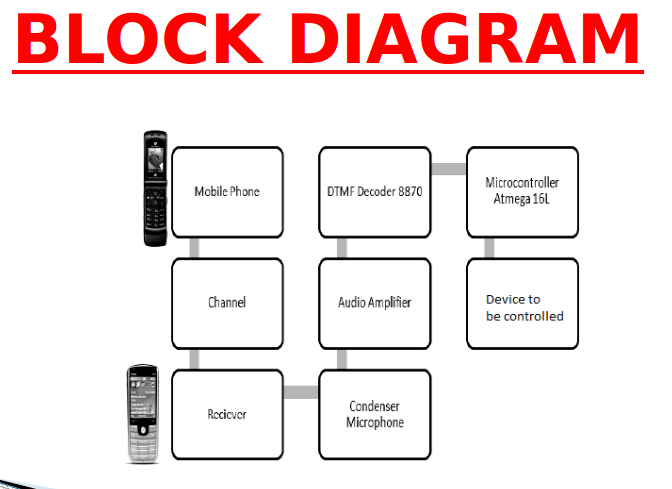 BLOCK DIAGRAM
Mobile Phone
Channel
Reciever
Condenser
Microphone
Audio Amplifier
DTMF Decoder 8870
Microcontroller
Atmega 16L
Device to
be controlled